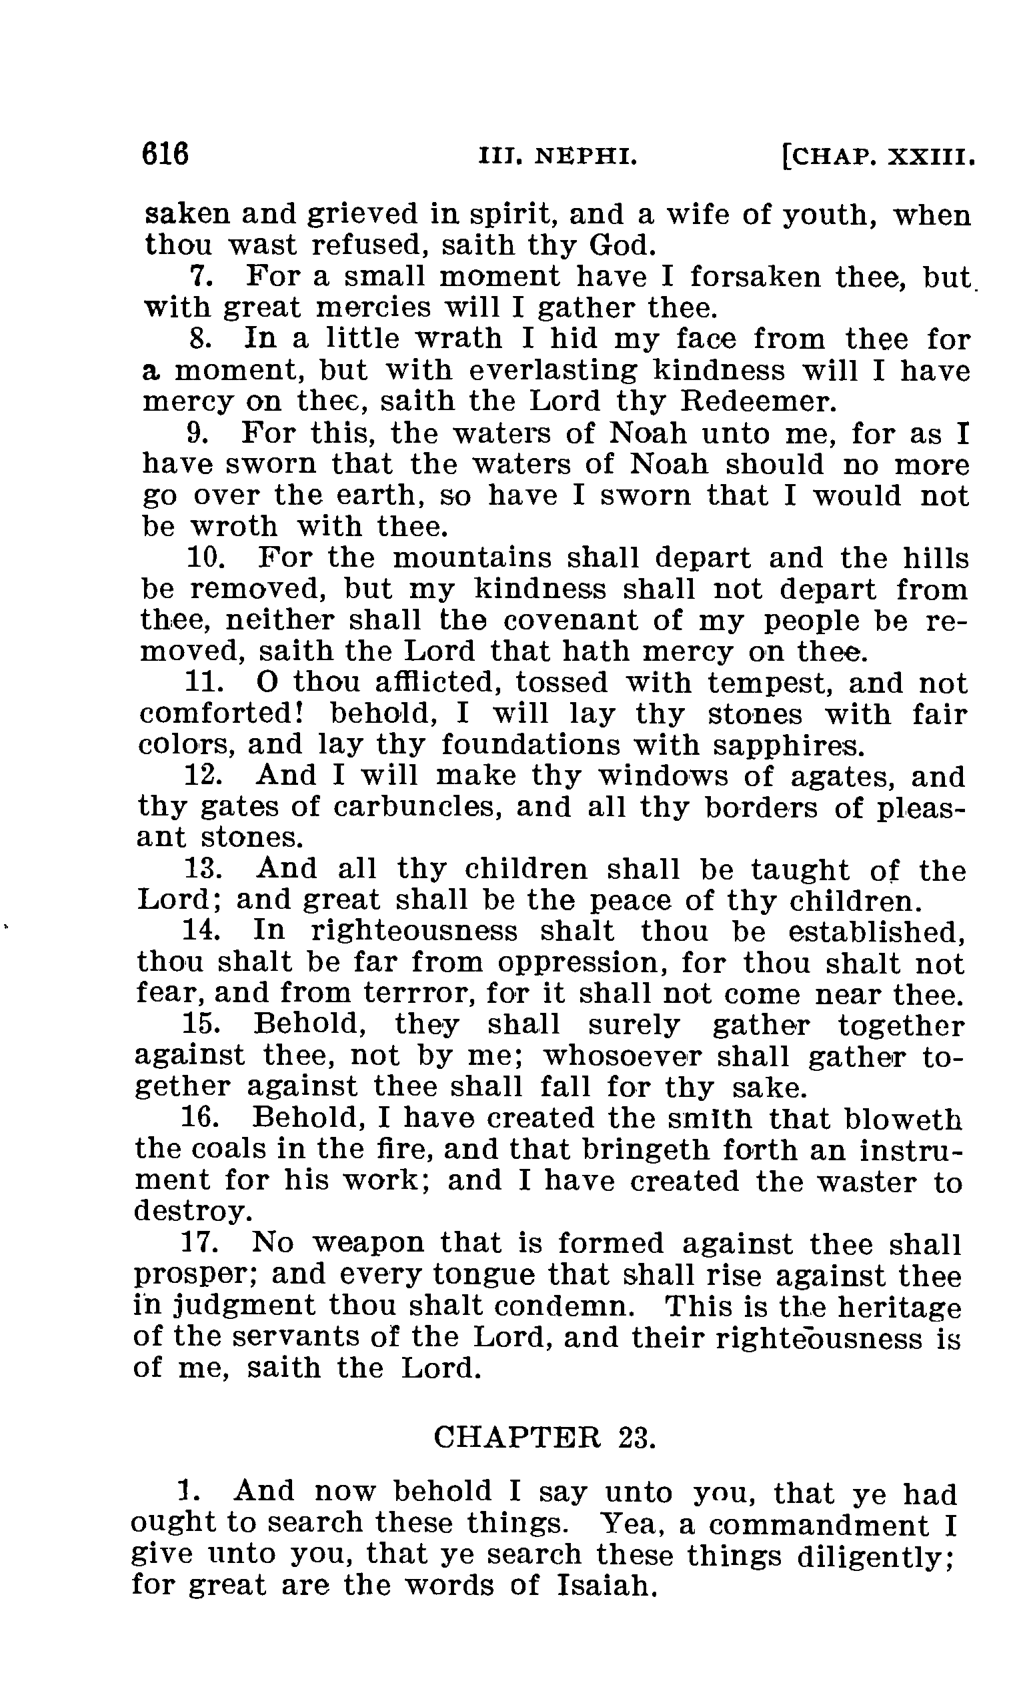 616 III. NEPHI. [CHAP. XXIII.
saken and grieved in spirit, and a wife of youth, when
thou wast refused, saith thy God.
7. For a small moment have I forsaken thee, but
with great mercies will I gather thee.
8. In a little wrath I hid my face from thee for
a moment, but with everlasting kindness will I have
mercy on thee, saith the Lord thy Redeemer.
9. For this, the waters of Noah unto me, for as I
have sworn that the waters of Noah should no more
go over the earth, so have I sworn that I would not
be wroth with thee.
10. For the mountains shall depart and the hills
be removed, but my kindness shall not depart from
thee, neither shall the covenant of my people be re-
moved, saith the Lord that hath mercy on thee.
11. O thou afflicted, tossed with tempest, and not
comforted! behold, I will lay thy stones with fair
colors, and lay thy foundations with sapphires.
12. And I will make thy windows of agates, and
thy gates of carbuncles, and all thy borders of pleas-
ant stones.
13. And all thy children shall be taught of the
Lord; and great shall be the peace of thy children.
14. In righteousness shalt thou be established,
thou shalt be far from oppression, for thou shalt not
fear, and from terrror, for it shall not come near thee.
15. Behold, they shall surely gather together
against thee, not by me; whosoever shall gather to-
gether against thee shall fall for thy sake.
16. Behold, I have created the smith that bloweth
the coals in the fire, and that bringeth forth an instru-
ment for his work; and I have created the waster to
destroy.
17. No weapon that is formed against thee shall
prosper; and every tongue that shall rise against thee
in judgment thou shalt condemn. This is the heritage
of the servants of the Lord, and their righteousness is
of me, saith the Lord.
CHAPTER 23.
1. And now behold I say unto you, that ye had
ought to search these things. Yea, a commandment I
give unto you, that ye search these things diligently;
for great are the words of Isaiah.